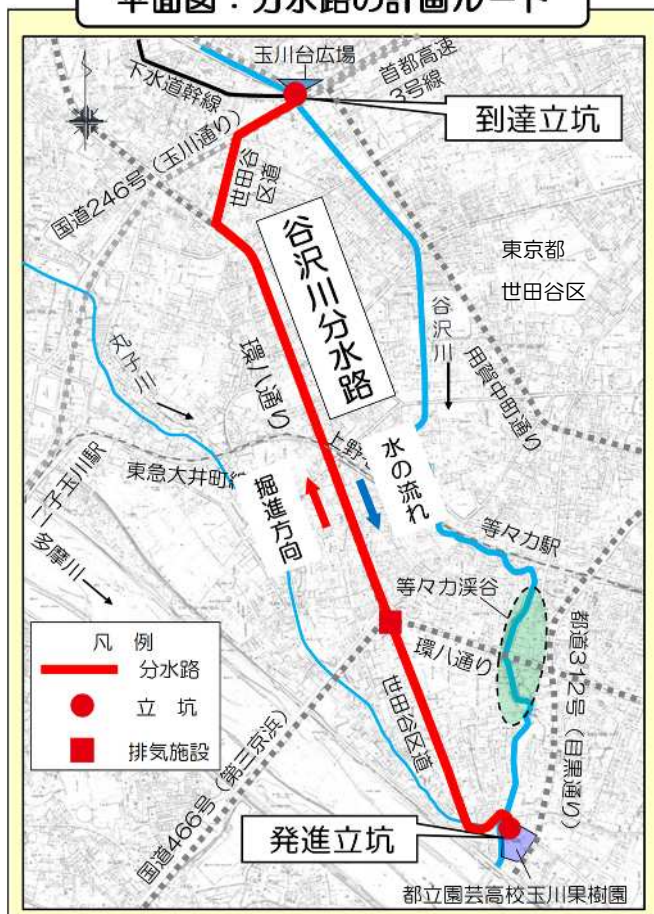 平面図：分水路の計画ルート
玉川台広場
下水道幹線
首都高速
3号線
到達立坑
国道246号（玉川通り）
世田谷
区道
谷沢川分水路
東京都
世田谷区
谷沢川
丸子川
環八通り
用賀中町通り
上野
水の流れ
東急大井町
掘進方向
二子玉川駅
多摩川
等々力駅
等々力渓谷
凡 例
分水路
立 坑
排気施設
環八通り
世田谷区道
都道312号（目黒通り）
国道466号（第三京浜）
発進立坑
都立園芸高校玉川果樹園